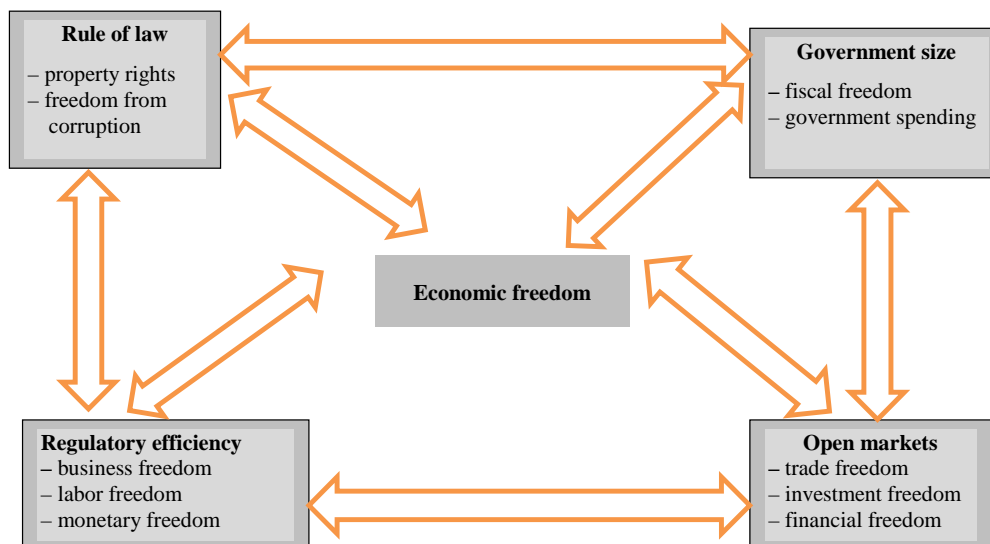 Rule of law
– property rights
– freedom from
corruption
Government size
– fiscal freedom
– government spending
Economic freedom
Regulatory efficiency
– business freedom
– labor freedom
– monetary freedom
Open markets
– trade freedom
– investment freedom
– financial freedom